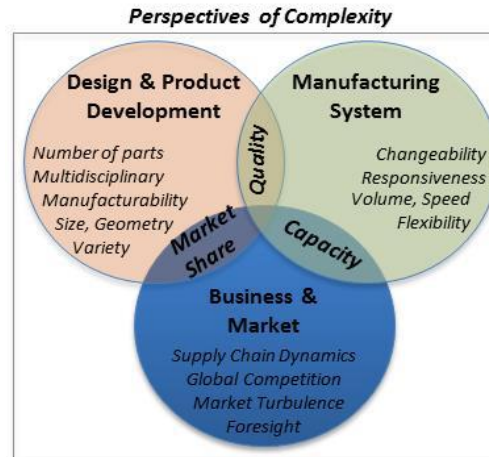 Perspectives of Complexity
Design & Product
Development
Number of parts
Multidisciplinary
Manufacturability
Size, Geometry
Variety
Manufacturing
System
Changeability
Responsiveness
Volume, Speed
Flexibility
Quality
Market
Share
Capacity
Business &
Market
Supply Chain Dynamics
Global Competition
Market Turbulence
Foresight